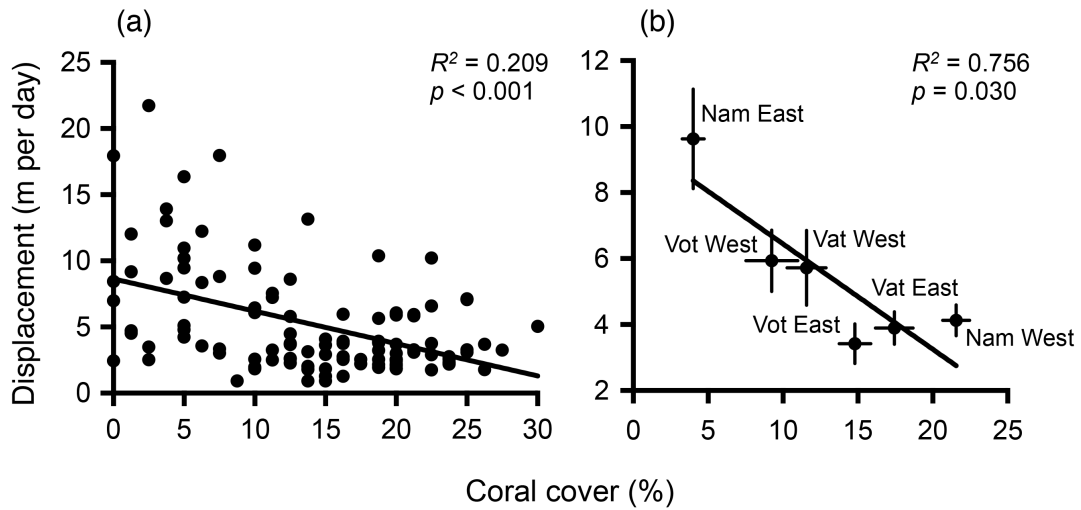 (a)
R² = 0.209
p < 0.001
25
20
15
10
5
0
0 5 10 15 20 25 30
Displacement (m per day)
(b)
R² = 0.756
p = 0.030
12
10
8
6
4
2
0 5 10 15 20 25
Nam East
Vot West
Vat West
Vat East
Vot East
Nam West
Coral cover (%)